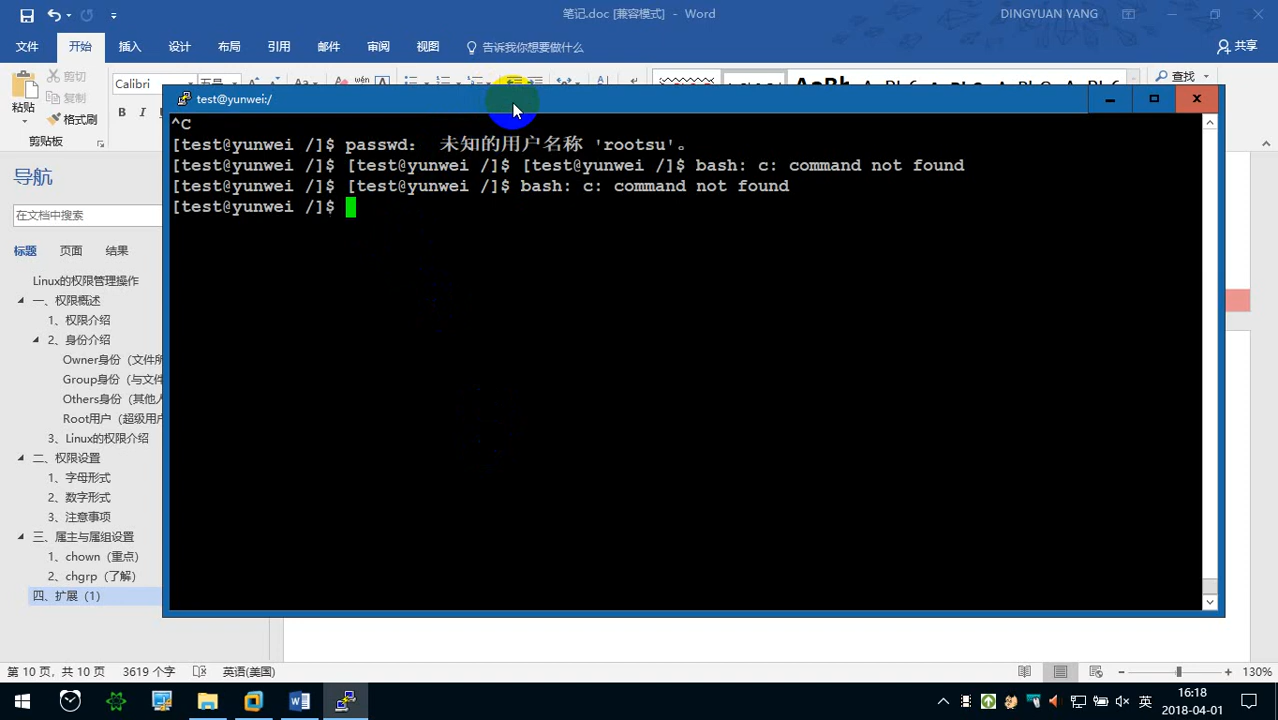 笔记.doc [兼容模式] - Word
DINGYUAN YANG
文件 开始 插入 设计 布局 引用 邮件 审阅 视图 告诉我你想要做什么 共享
粘贴 剪切 复制 格式刷
Calibri 五号
B I
查找
剪贴板
test@yunwei:/
^C
[test@yunwei /]$ passwd: 未知的用户名称 'rootsu'。
[test@yunwei /]$ [test@yunwei /]$ [test@yunwei /]$ bash: c: command not found
[test@yunwei /]$ [test@yunwei /]$ bash: c: command not found
[test@yunwei /]$
导航
在文档中搜索
标题 页面 结果
Linux的权限管理操作
一、权限概述
1、权限介绍
2、身份介绍
Owner身份（文件所
Group身份（与文件
Others身份（其他人
Root用户（超级用户
3、Linux的权限介绍
二、权限设置
1、字母形式
2、数字形式
3、注意事项
三、属主与属组设置
1、chown（重点）
2、chgrp（了解）
四、扩展（1）
第 10 页，共 10 页 3619 个字 英语(美国) 130%
英
16:18
2018-04-01